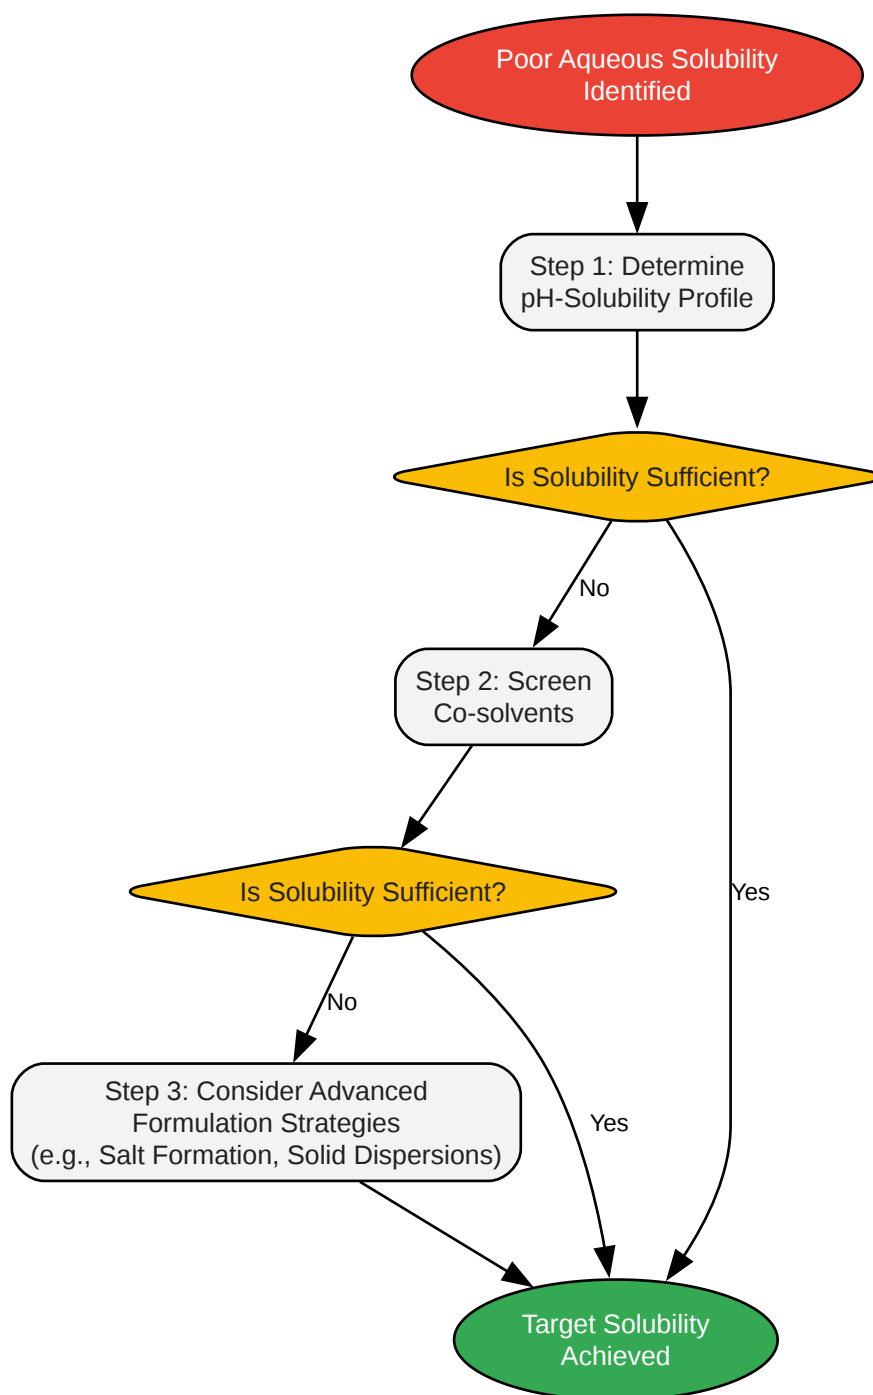 Poor Aqueous Solubility
Identified
Step 1: Determine
pH-Solubility Profile
Is Solubility Sufficient?
No
Step 2: Screen
Co-solvents
Is Solubility Sufficient?
Yes
No
Step 3: Consider Advanced
Formulation Strategies
(e.g., Salt Formation, Solid Dispersions)
Yes
Target Solubility
Achieved